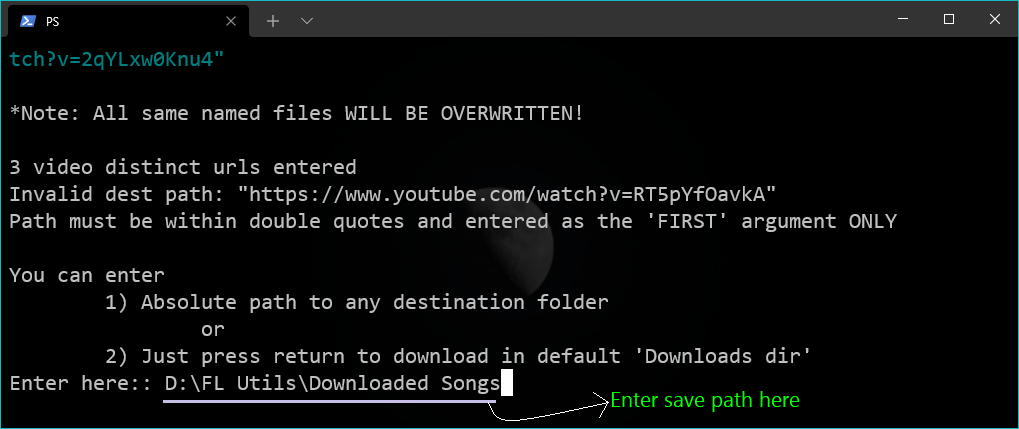 PS
tch?v=2qYLxw0Knu4"
*Note: All same named files WILL BE OVERWRITTEN!
3 video distinct urls entered
Invalid dest path: "https://www.youtube.com/watch?v=RT5pYfOavkA"
Path must be within double quotes and entered as the 'FIRST' argument ONLY
You can enter
1) Absolute path to any destination folder
or
2) Just press return to download in default 'Downloads dir'
Enter here:: D:\FL Utils\Downloaded Songs
Enter save path here